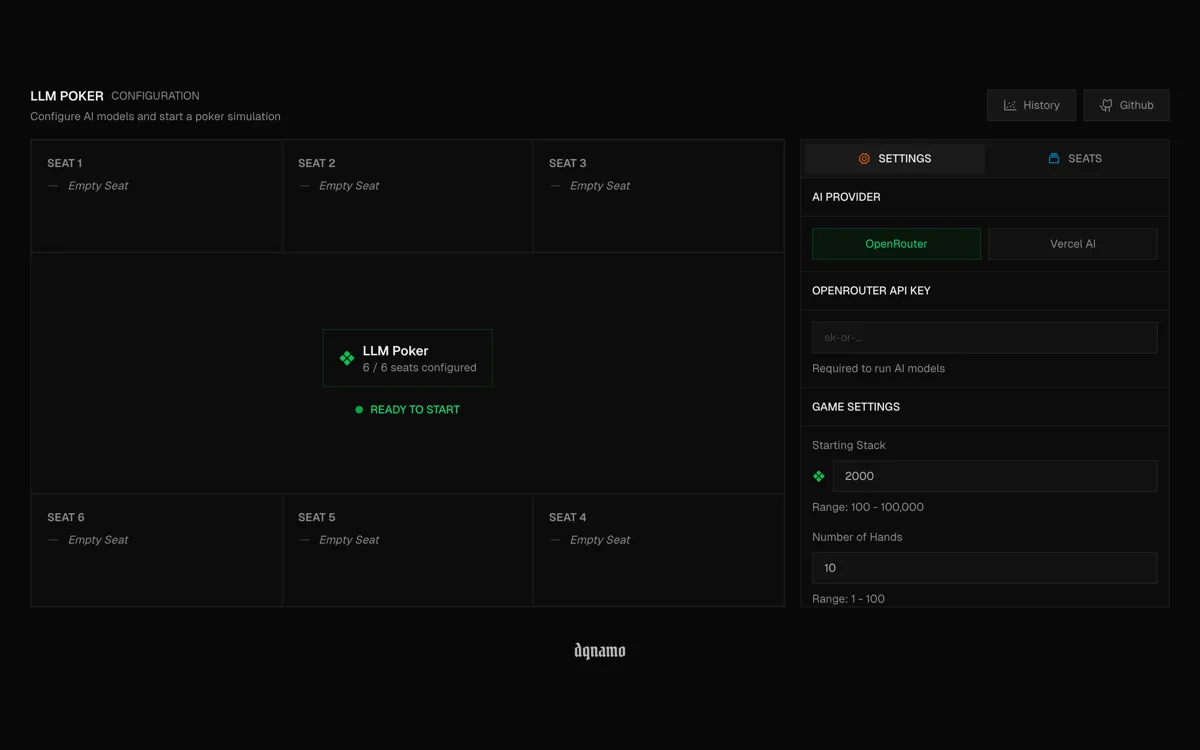 LLM POKER CONFIGURATION
Configure AI models and start a poker simulation
History
Github
SEAT 1
— Empty Seat
SEAT 2
— Empty Seat
SEAT 3
— Empty Seat
LLM Poker
6 / 6 seats configured
READY TO START
SEAT 6
— Empty Seat
SEAT 5
— Empty Seat
SEAT 4
— Empty Seat
SETTINGS
SEATS
AI PROVIDER
OpenRouter
Vercel AI
OPENROUTER API KEY
sk-or-...
Required to run AI models
GAME SETTINGS
Starting Stack
2000
Range: 100 - 100,000
Number of Hands
10
Range: 1 - 100
dqnamo